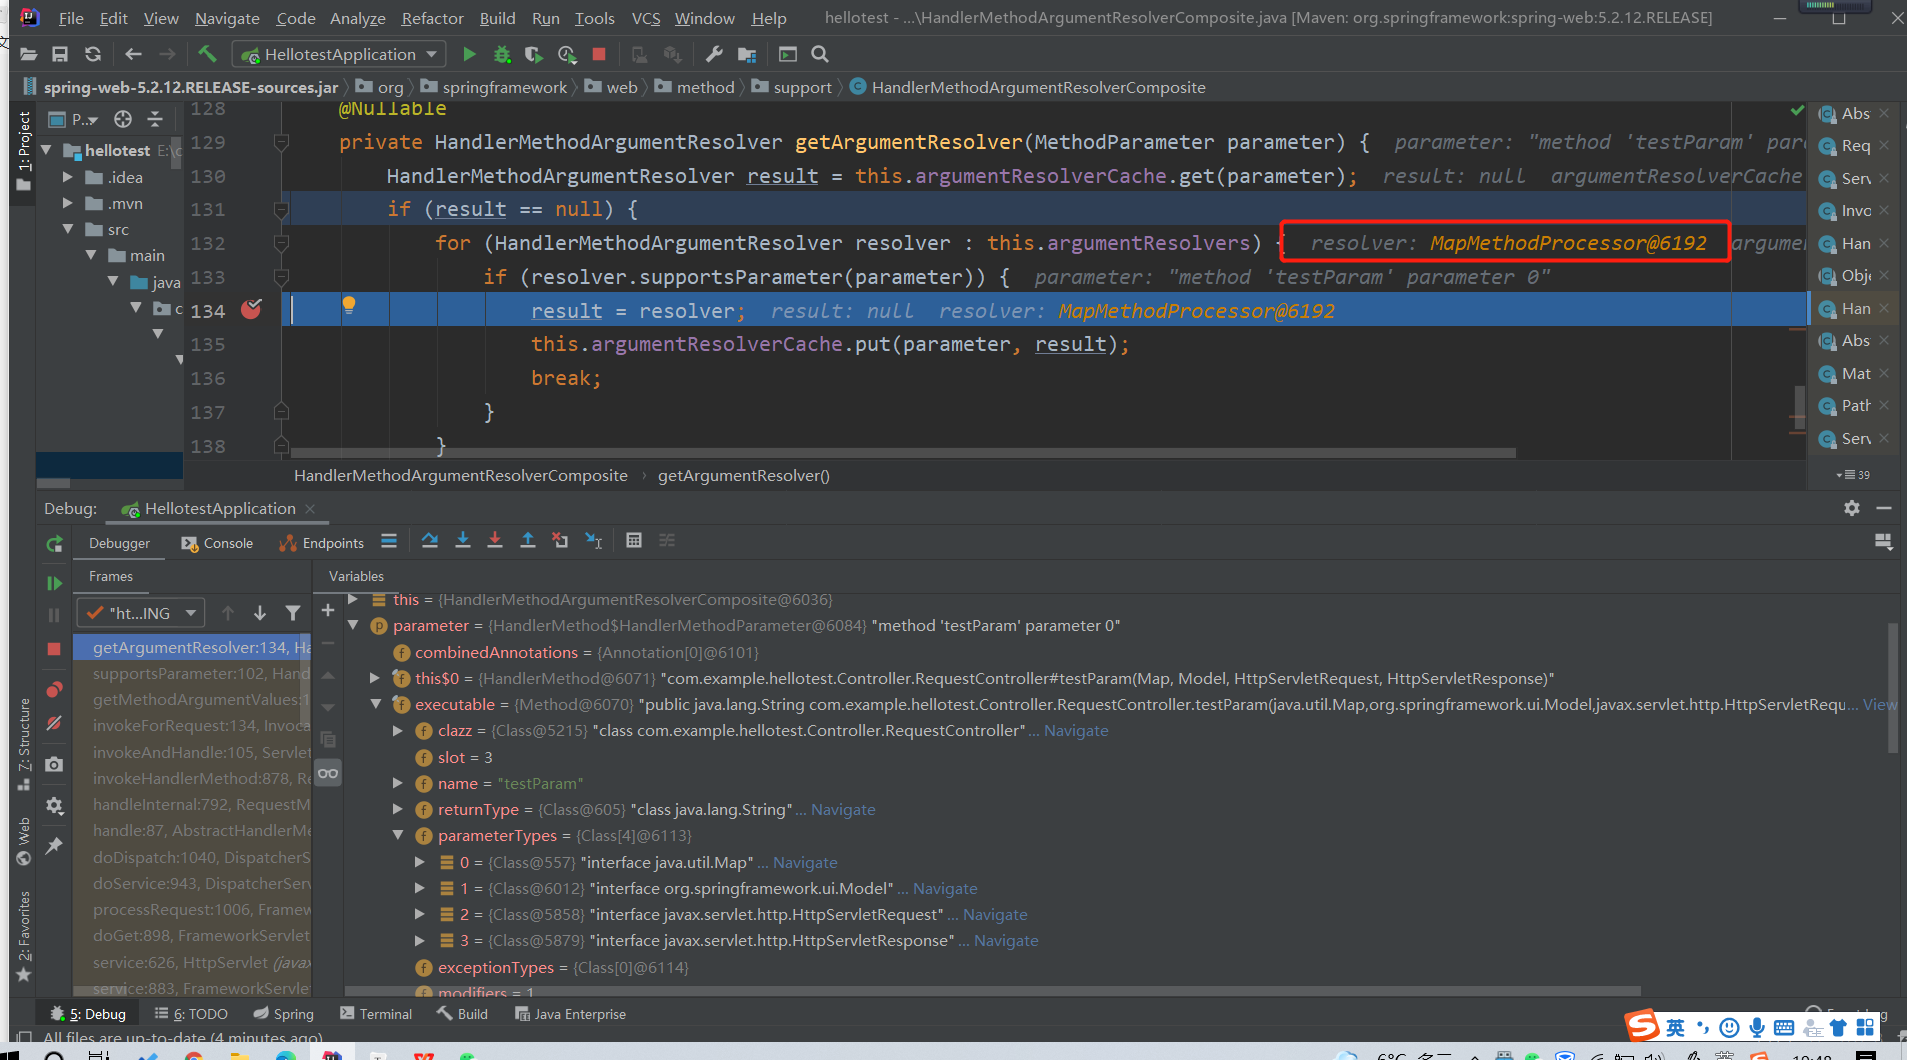 File Edit View Navigate Code Analyze Refactor Build Run Tools VCS Window Help hellotest - ...\HandlerMethodArgumentResolverComposite.java [Maven: org.springframework:spring-web:5.2.12.RELEASE]
HellotestApplication
spring-web-5.2.12.RELEASE-sources.jar org springframework web method support HandlerMethodArgumentResolverComposite
1: Project
P...
hellotest E:\c
.idea
.mvn
src
main
java
c
128 @Nullable
129 private HandlerMethodArgumentResolver getArgumentResolver(MethodParameter parameter) { parameter: "method 'testParam' par
130 HandlerMethodArgumentResolver result = this.argumentResolverCache.get(parameter); result: null argumentResolverCache
131 if (result == null) {
132 for (HandlerMethodArgumentResolver resolver : this.argumentResolvers) { resolver: MapMethodProcessor@6192 argumen
133 if (resolver.supportsParameter(parameter)) { parameter: "method 'testParam' parameter 0"
134 result = resolver; result: null resolver: MapMethodProcessor@6192
135 this.argumentResolverCache.put(parameter, result);
136 break;
137 }
138 }
Abs
Req
Serv
Invo
Han
Obje
Han
Abs
Mat
Path
Serv
39
HandlerMethodArgumentResolverComposite getArgumentResolver()
Debug: HellotestApplication
Debugger Console Endpoints
Frames
"ht...ING
getArgumentResolver:134, Ha
supportsParameter:102, Hand
getMethodArgumentValues:1
invokeForRequest:134, Invoca
invokeAndHandle:105, Servlet
invokeHandlerMethod:878, Re
handleInternal:792, RequestM
handle:87, AbstractHandlerMe
doDispatch:1040, DispatcherS
doService:943, DispatcherServ
processRequest:1006, Framew
doGet:898, FrameworkServlet
service:626, HttpServlet (javax
service:883, FrameworkServle
Variables
this = {HandlerMethodArgumentResolverComposite@6036}
parameter = {HandlerMethod$HandlerMethodParameter@6084} "method 'testParam' parameter 0"
combinedAnnotations = {Annotation[0]@6101}
this$0 = {HandlerMethod@6071} "com.example.hellotest.Controller.RequestController#testParam(Map, Model, HttpServletRequest, HttpServletResponse)"
executable = {Method@6070} "public java.lang.String com.example.hellotest.Controller.RequestController.testParam(java.util.Map,org.springframework.ui.Model,javax.servlet.http.HttpServletRequ... View
clazz = {Class@5215} "class com.example.hellotest.Controller.RequestController" ... Navigate
slot = 3
name = "testParam"
returnType = {Class@605} "class java.lang.String" ... Navigate
parameterTypes = {Class[4]@6113}
0 = {Class@557} "interface java.util.Map" ... Navigate
1 = {Class@6012} "interface org.springframework.ui.Model" ... Navigate
2 = {Class@5858} "interface javax.servlet.http.HttpServletRequest" ... Navigate
3 = {Class@5879} "interface javax.servlet.http.HttpServletResponse" ... Navigate
exceptionTypes = {Class[0]@6114}
modifiers = 1
7: Structure
Web
2: Favorites
5: Debug 6: TODO Spring Terminal Build Java Enterprise
All files are up-to-date (4 minutes ago)
英